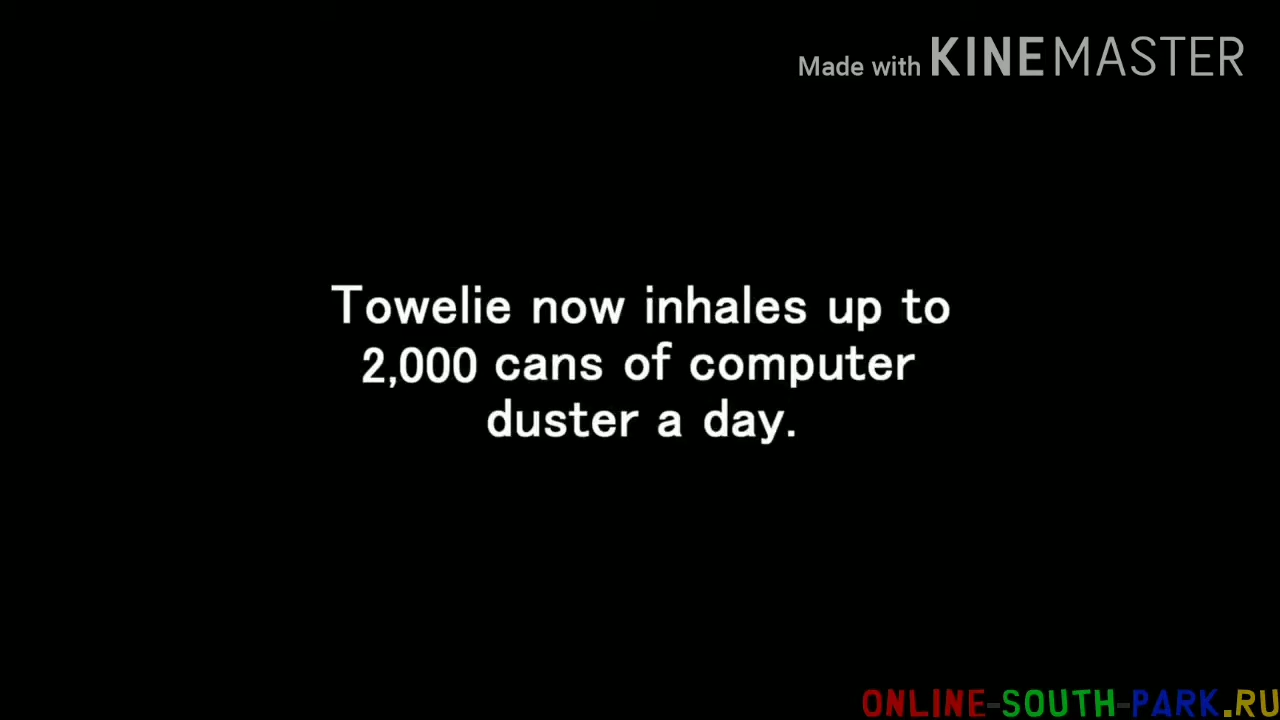 Made with KINEMASTER
Towelie now inhales up to
2,000 cans of computer
duster a day.
ONLINE-SOUTH-PARK.RU